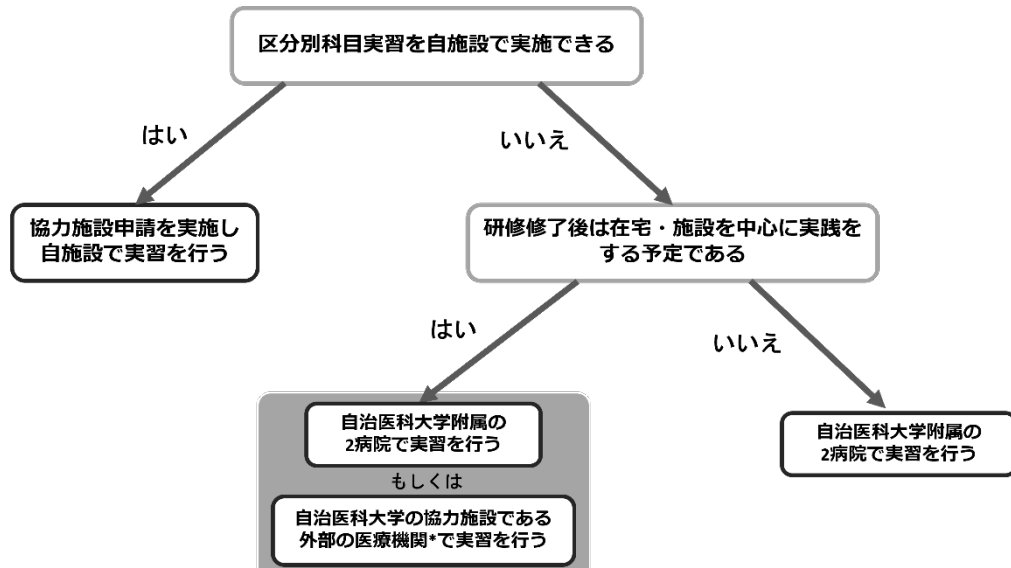 区分別科目実習を自施設で実施できる
はい
いいえ
協力施設申請を実施し
自施設で実習を行う
研修修了後は在宅・施設を中心に実践を
する予定である
はい
いいえ
自治医科大学附属の
2病院で実習を行う
もしくは
自治医科大学の協力施設である
外部の医療機関*で実習を行う
自治医科大学附属の
2病院で実習を行う